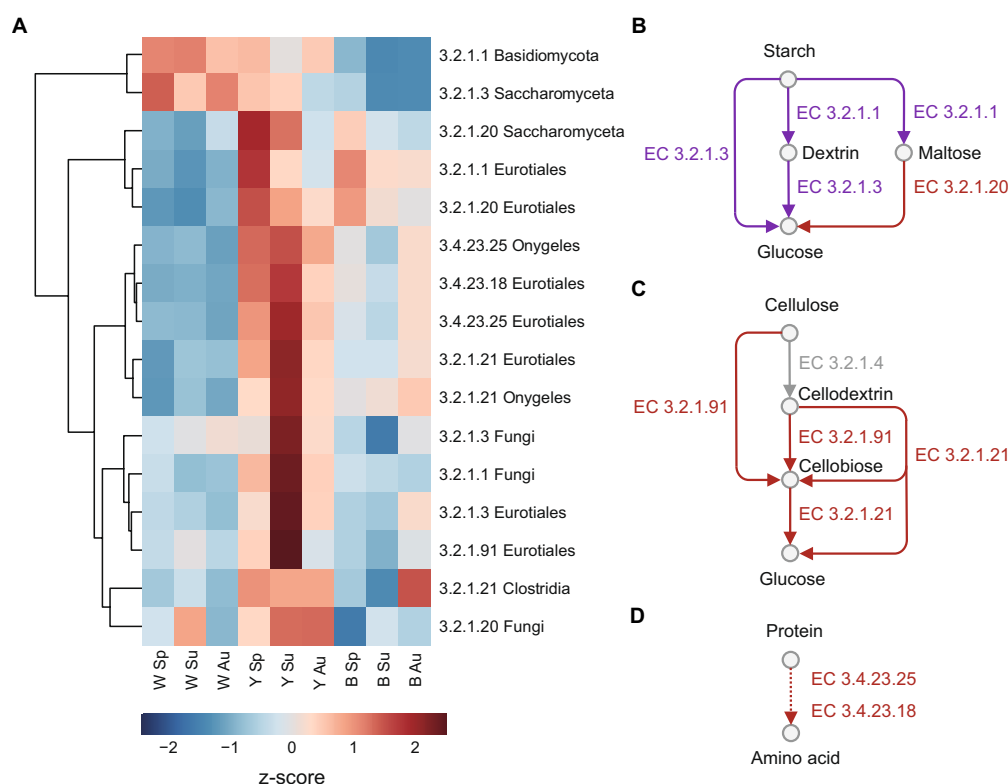 A
3.2.1.1 Basidiomycota
3.2.1.3 Saccharomyceta
3.2.1.20 Saccharomyceta
3.2.1.1 Eurotiales
3.2.1.20 Eurotiales
3.4.23.25 Onygeles
3.4.23.18 Eurotiales
3.4.23.25 Eurotiales
3.2.1.21 Eurotiales
3.2.1.21 Onygeles
3.2.1.3 Fungi
3.2.1.1 Fungi
3.2.1.3 Eurotiales
3.2.1.91 Eurotiales
3.2.1.21 Clostridia
3.2.1.20 Fungi
W Sp
W Su
W Au
Y Sp
Y Su
Y Au
B Sp
B Su
B Au
−2 −1 0 1 2
z-score
B
Starch
EC 3.2.1.1
EC 3.2.1.1
EC 3.2.1.3
Dextrin
Maltose
EC 3.2.1.3
EC 3.2.1.20
Glucose
C
Cellulose
EC 3.2.1.4
Cellodextrin
EC 3.2.1.91
EC 3.2.1.91
EC 3.2.1.21
Cellobiose
EC 3.2.1.21
Glucose
D
Protein
EC 3.4.23.25
EC 3.4.23.18
Amino acid